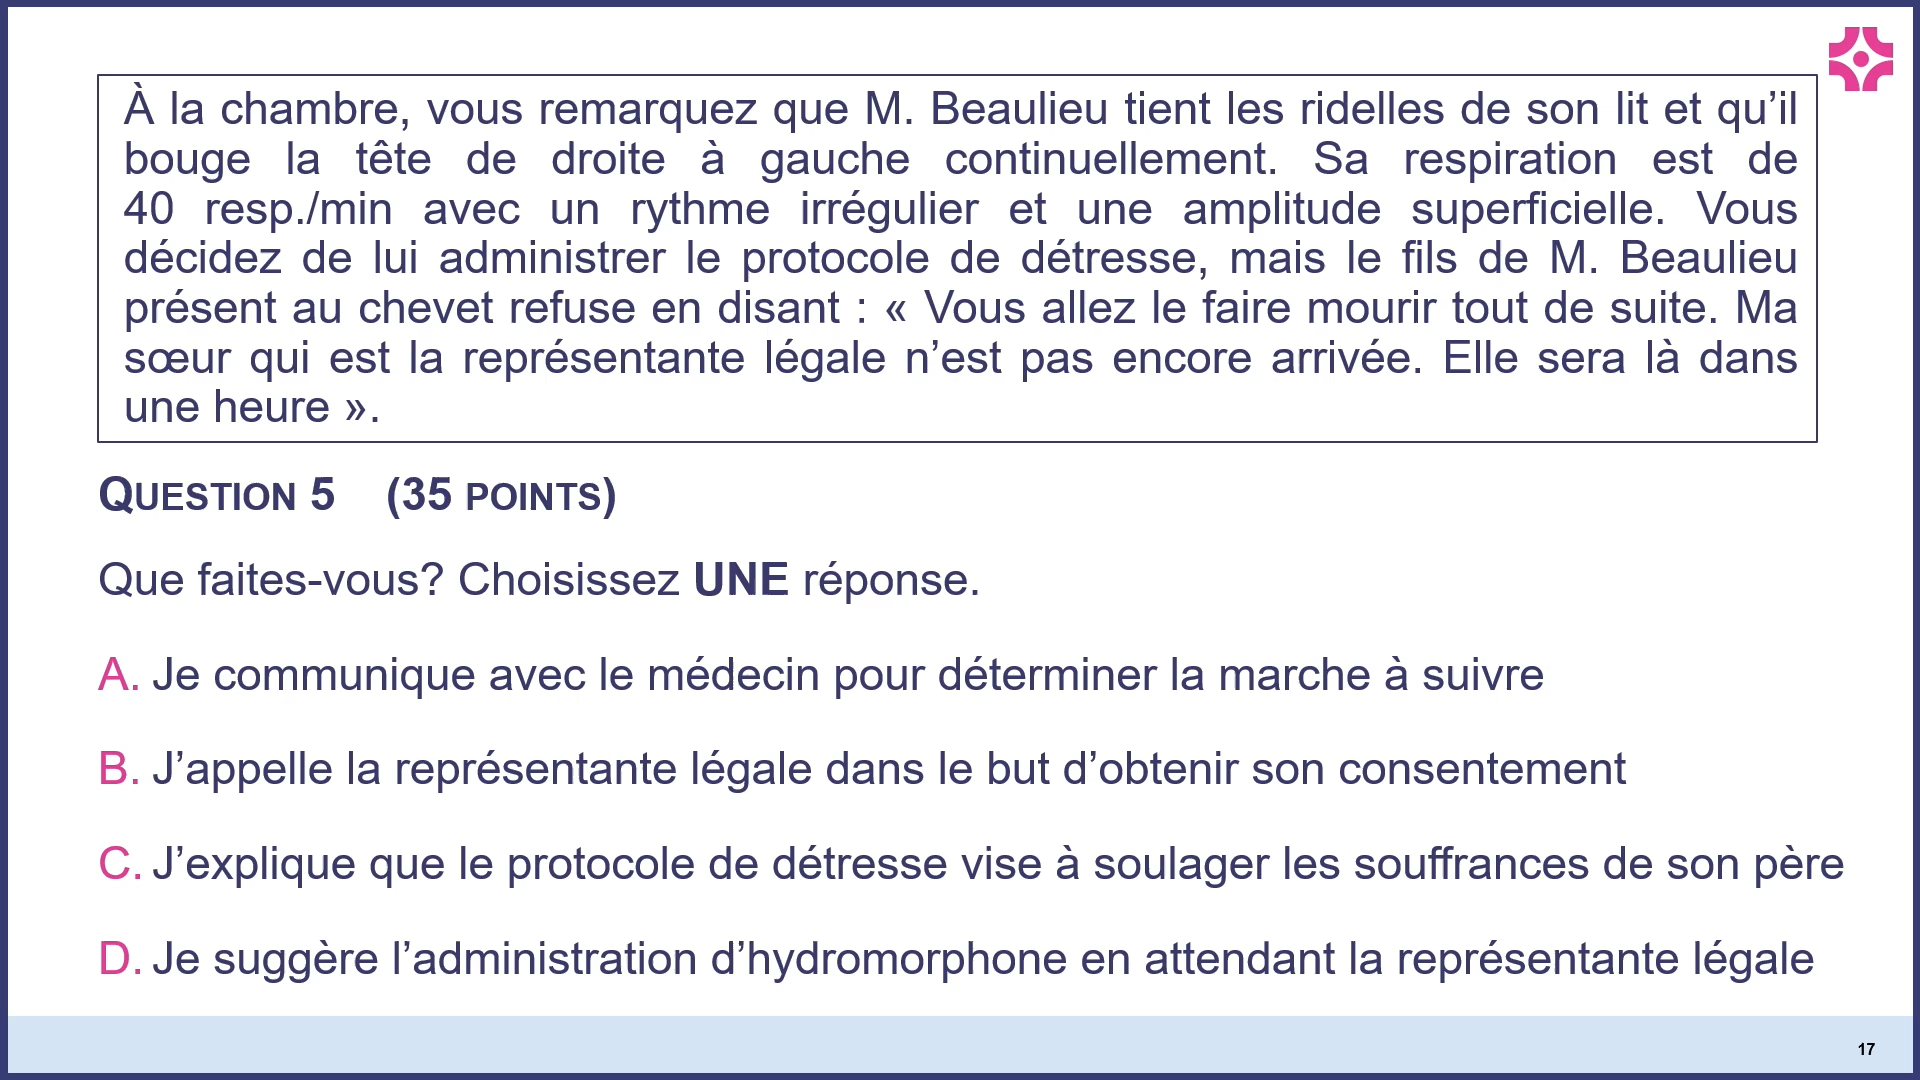 À la chambre, vous remarquez que M. Beaulieu tient les ridelles de son lit et qu’il
bouge la tête de droite à gauche continuellement. Sa respiration est de
40 resp./min avec un rythme irrégulier et une amplitude superficielle. Vous
décidez de lui administrer le protocole de détresse, mais le fils de M. Beaulieu
présent au chevet refuse en disant : « Vous allez le faire mourir tout de suite. Ma
sœur qui est la représentante légale n’est pas encore arrivée. Elle sera là dans
une heure ».
QUESTION 5 (35 POINTS)
Que faites-vous? Choisissez UNE réponse.
A. Je communique avec le médecin pour déterminer la marche à suivre
B. J’appelle la représentante légale dans le but d’obtenir son consentement
C. J’explique que le protocole de détresse vise à soulager les souffrances de son père
D. Je suggère l’administration d’hydromorphone en attendant la représentante légale
17